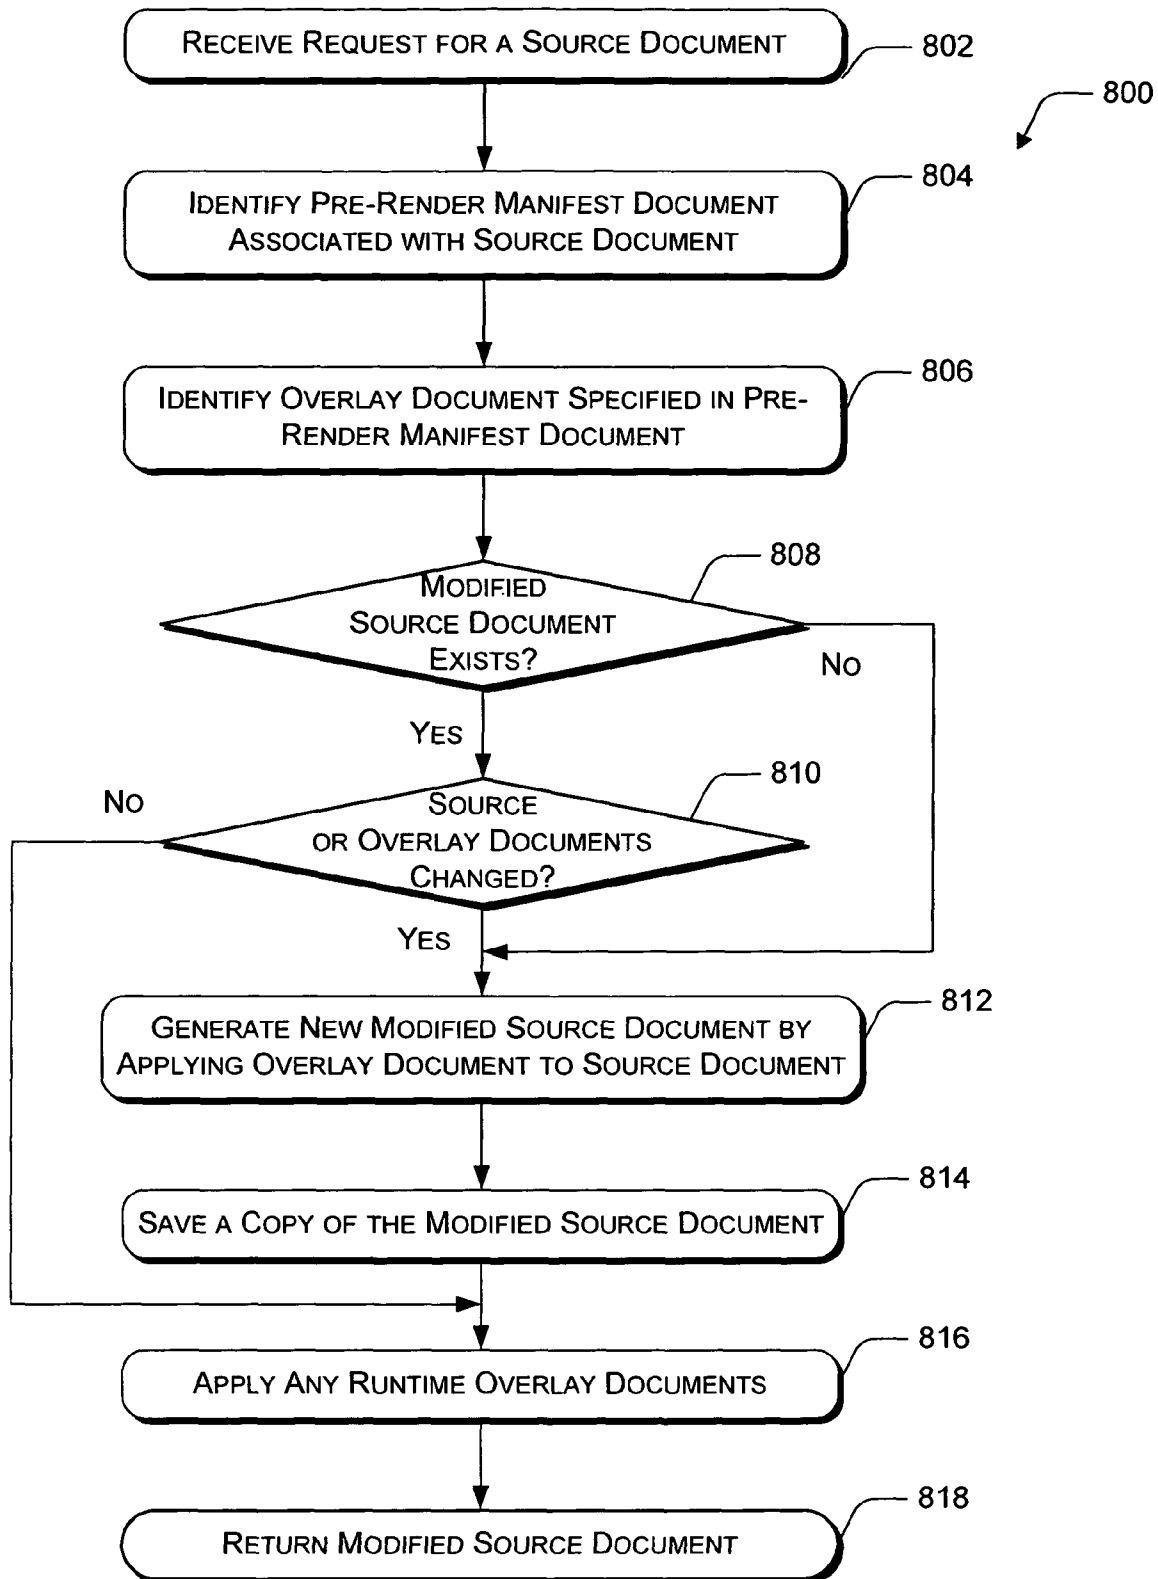 RECEIVE REQUEST FOR A SOURCE DOCUMENT
802
800
804
IDENTIFY PRE-RENDER MANIFEST DOCUMENT
ASSOCIATED WITH SOURCE DOCUMENT
806
IDENTIFY OVERLAY DOCUMENT SPECIFIED IN PRE-
RENDER MANIFEST DOCUMENT
808
MODIFIED
SOURCE DOCUMENT
EXISTS?
NO
YES
810
NO
SOURCE
OR OVERLAY DOCUMENTS
CHANGED?
YES
812
GENERATE NEW MODIFIED SOURCE DOCUMENT BY
APPLYING OVERLAY DOCUMENT TO SOURCE DOCUMENT
814
SAVE A COPY OF THE MODIFIED SOURCE DOCUMENT
816
APPLY ANY RUNTIME OVERLAY DOCUMENTS
818
RETURN MODIFIED SOURCE DOCUMENT